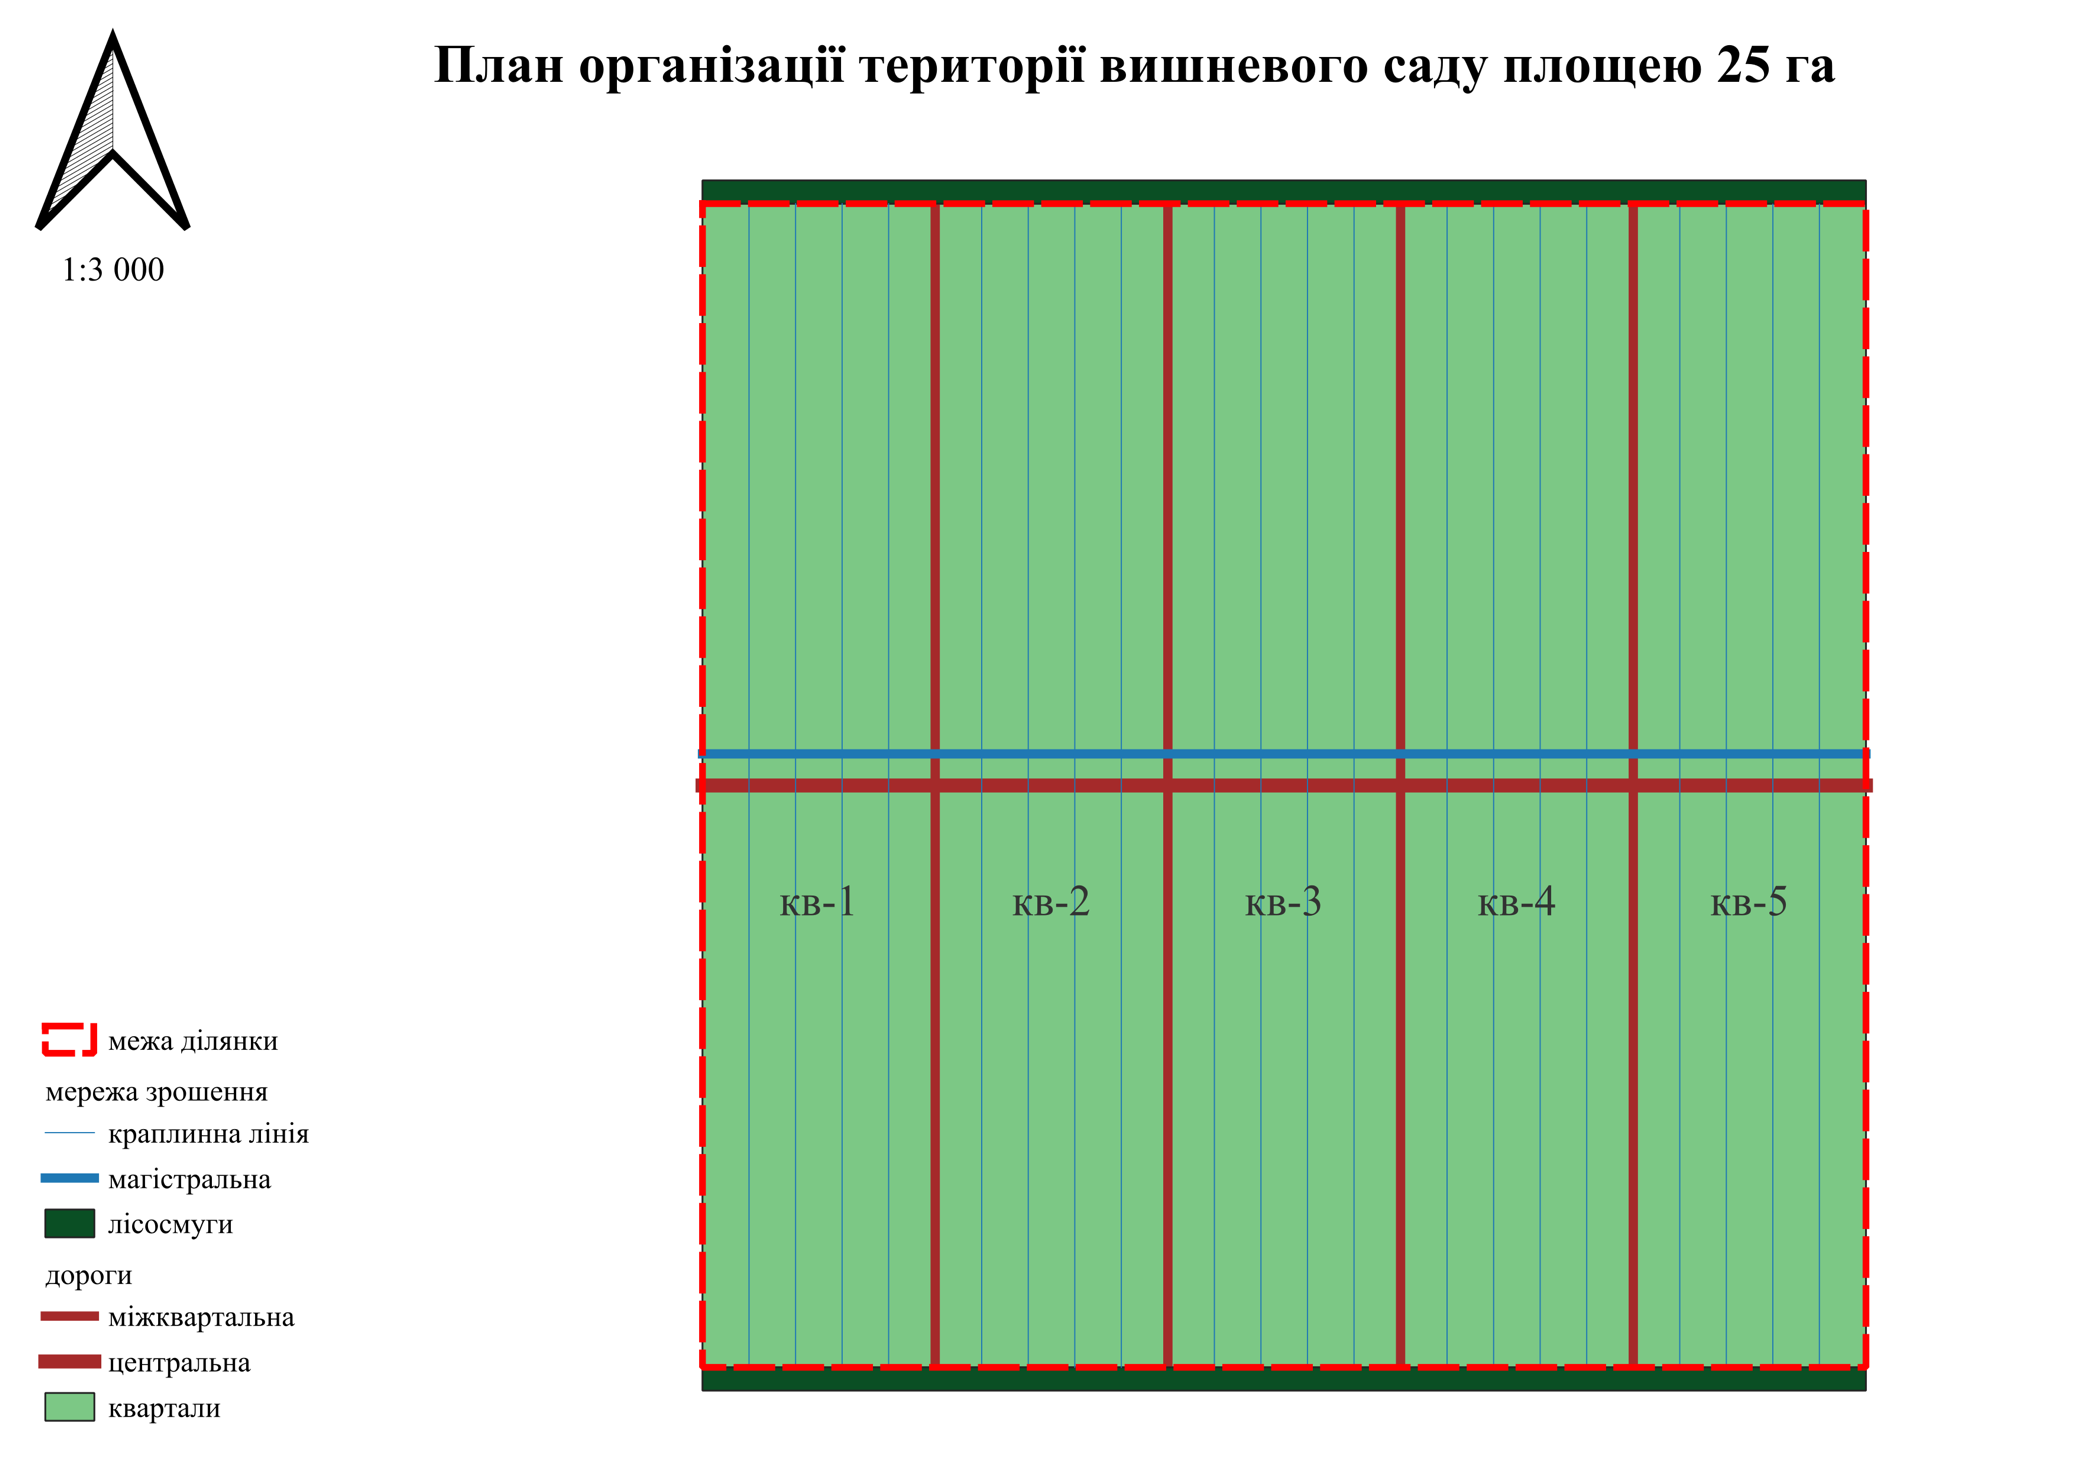 План організації території вишневого саду площею 25 га
1:3 000
кв-1 кв-2 кв-3 кв-4 кв-5
межа ділянки
мережа зрошення
краплинна лінія
магістральна
лісосмуги
дороги
міжквартальна
центральна
квартали